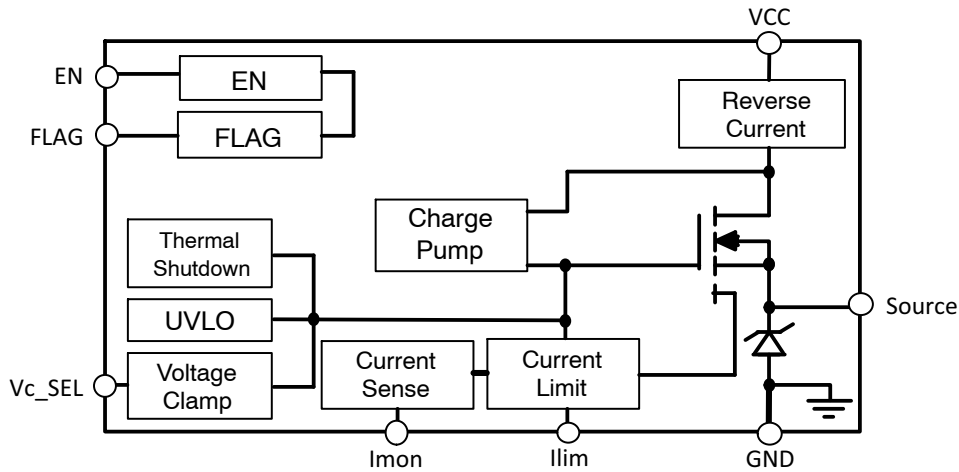 VCC
EN
EN
Reverse
Current
FLAG
FLAG
Charge
Pump
Thermal
Shutdown
UVLO
Source
Vc_SEL
Voltage
Clamp
Current
Sense
Current
Limit
Imon
Ilim
GND